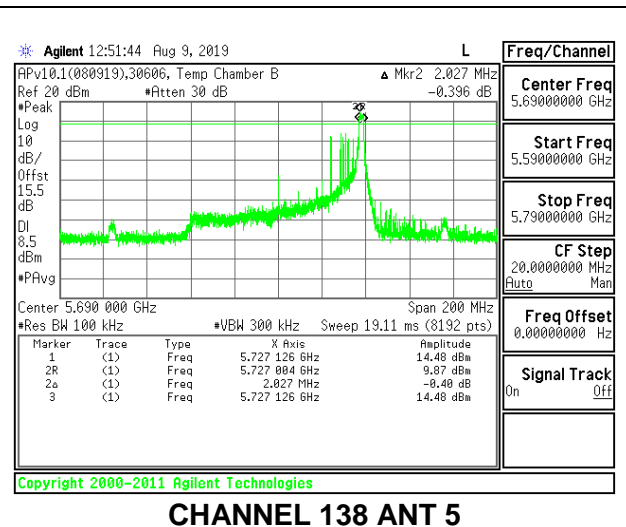 Agilent 12:51:44 Aug 9, 2019 L Freq/Channel
APv10.1(080919),30606, Temp Chamber B Δ Mkr2 2.027 MHz
Ref 20 dBm #Atten 30 dB -0.396 dB
#Peak
Log
10
dB/
Offst
15.5
dB
DI
8.5
dBm
#PAvg
2R
Center 5.690 000 GHz Span 200 MHz
#Res BW 100 kHz #VBW 300 kHz Sweep 19.11 ms (8192 pts)
Marker Trace Type X Axis Amplitude
1 (1) Freq 5.727 126 GHz 14.48 dBm
2R (1) Freq 5.727 004 GHz 9.87 dBm
2Δ (1) Freq 2.027 MHz -0.40 dB
3 (1) Freq 5.727 126 GHz 14.48 dBm
Center Freq
5.69000000 GHz
Start Freq
5.59000000 GHz
Stop Freq
5.79000000 GHz
CF Step
20.0000000 MHz
Auto Man
Freq Offset
0.00000000 Hz
Signal Track
On Off
Copyright 2000-2011 Agilent Technologies
CHANNEL 138 ANT 5